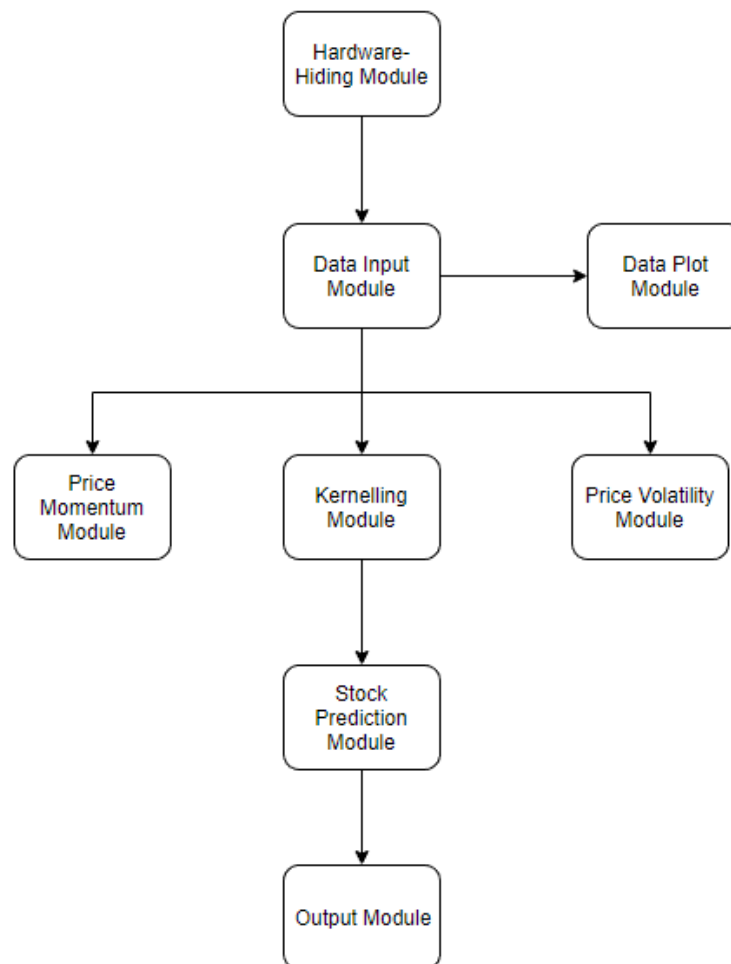 Hardware-
Hiding Module
Data Input
Module
Data Plot
Module
Price
Momentum
Module
Kernelling
Module
Price Volatility
Module
Stock
Prediction
Module
Output Module